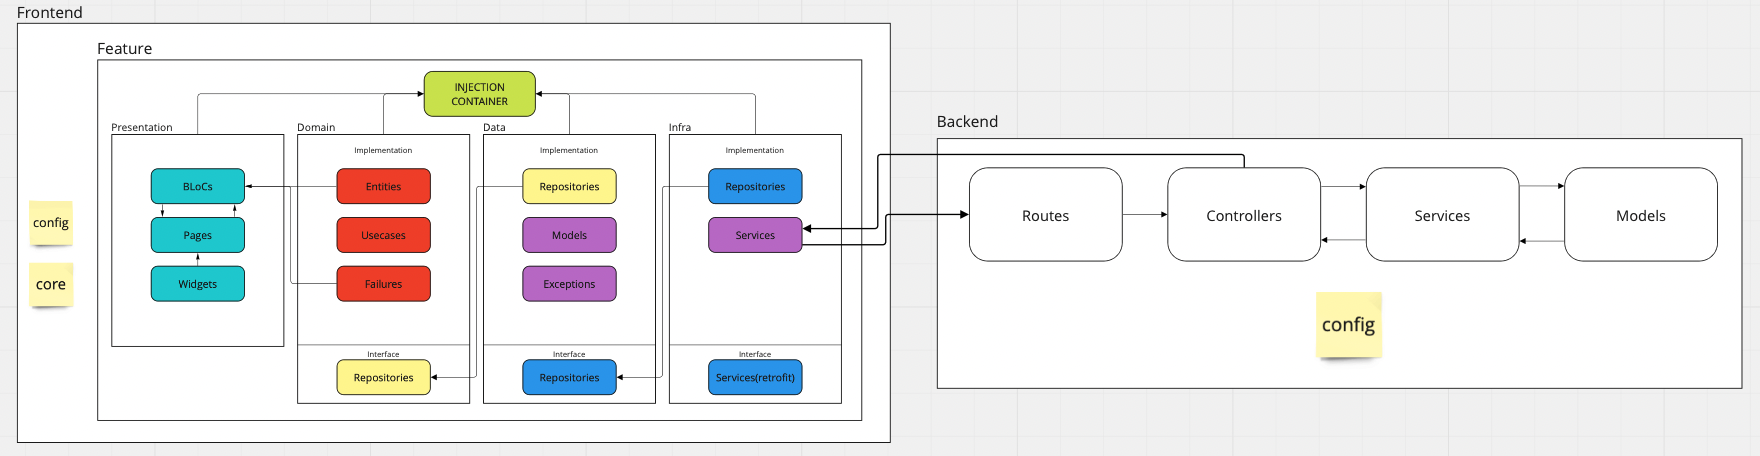 Frontend
Feature
INJECTION
CONTAINER
Presentation
BLoCs
Pages
Widgets
Domain
Implementation
Entities
Usecases
Failures
Interface
Repositories
Data
Implementation
Repositories
Models
Exceptions
Interface
Repositories
Infra
Implementation
Repositories
Services
Interface
Services(retrofit)
config
core
Backend
Routes
Controllers
Services
Models
config